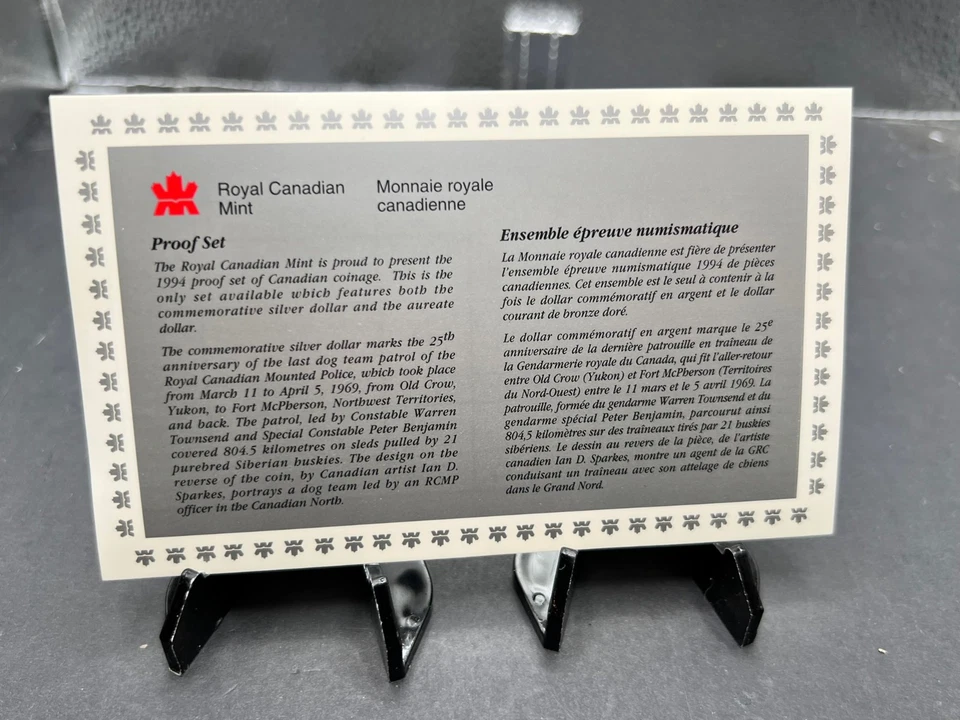 Royal Canadian
Mint
Monnaie royale
canadienne
Proof Set
The Royal Canadian Mint is proud to present the
1994 proof set of Canadian coinage. This is the
only set available which features both the
commemorative silver dollar and the aureate
dollar.
The commemorative silver dollar marks the 25th
anniversary of the last dog team patrol of the
Royal Canadian Mounted Police, which took place
from March 11 to April 5, 1969, from Old Crow,
Yukon, to Fort McPherson, Northwest Territories,
and back. The patrol, led by Constable Warren
Townsend and Special Constable Peter Benjamin
covered 804.5 kilometres on sleds pulled by 21
purebred Siberian huskies. The design on the
reverse of the coin, by Canadian artist Ian D.
Sparkes, portrays a dog team led by an RCMP
officer in the Canadian North.
Ensemble épreuve numismatique
La Monnaie royale canadienne est fière de présenter
l'ensemble épreuve numismatique 1994 de pièces
canadiennes. Cet ensemble est le seul à contenir à la
fois le dollar commémoratif en argent et le dollar
courant de bronze doré.
Le dollar commémoratif en argent marque le 25e
anniversaire de la dernière patrouille en traîneau de
la Gendarmerie royale du Canada, qui fit l'aller-retour
entre Old Crow (Yukon) et Fort McPherson (Territoires
du Nord-Ouest) entre le 11 mars et le 5 avril 1969. La
patrouille, formée du gendarme Warren Townsend et du
gendarme spécial Peter Benjamin, parcourut ainsi
804,5 kilomètres sur des traîneaux tirés par 21 huskies
sibériens. Le dessin au revers de la pièce, de l'artiste
canadien Ian D. Sparkes, montre un agent de la GRC
conduisant un traîneau avec son attelage de chiens
dans le Grand Nord.